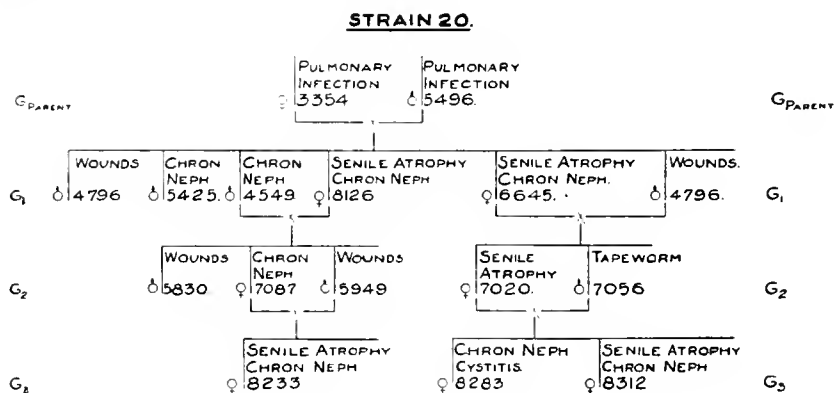 STRAIN 20.
PULMONARY INFECTION
♀ 3354
PULMONARY INFECTION
♂ 5496.
G PARENT
G PARENT
WOUNDS
♂ 4796
CHRON NEPH
♂ 5425.
CHRON NEPH
♂ 4549
SENILE ATROPHY
CHRON NEPH
♀ 8126
SENILE ATROPHY
CHRON NEPH.
♀ 6645.
WOUNDS.
♂ 4796.
G1
G1
WOUNDS
♂ 5830
CHRON NEPH
♀ 7087
WOUNDS
♂ 5949
SENILE
ATROPHY
♀ 7020.
TAPEWORM
♂ 7056
G2
G2
SENILE ATROPHY
CHRON NEPH
♀ 8233
CHRON NEPH
CYSTITIS
♀ 8283
SENILE ATROPHY
CHRON NEPH
♀ 8312
G3
G3